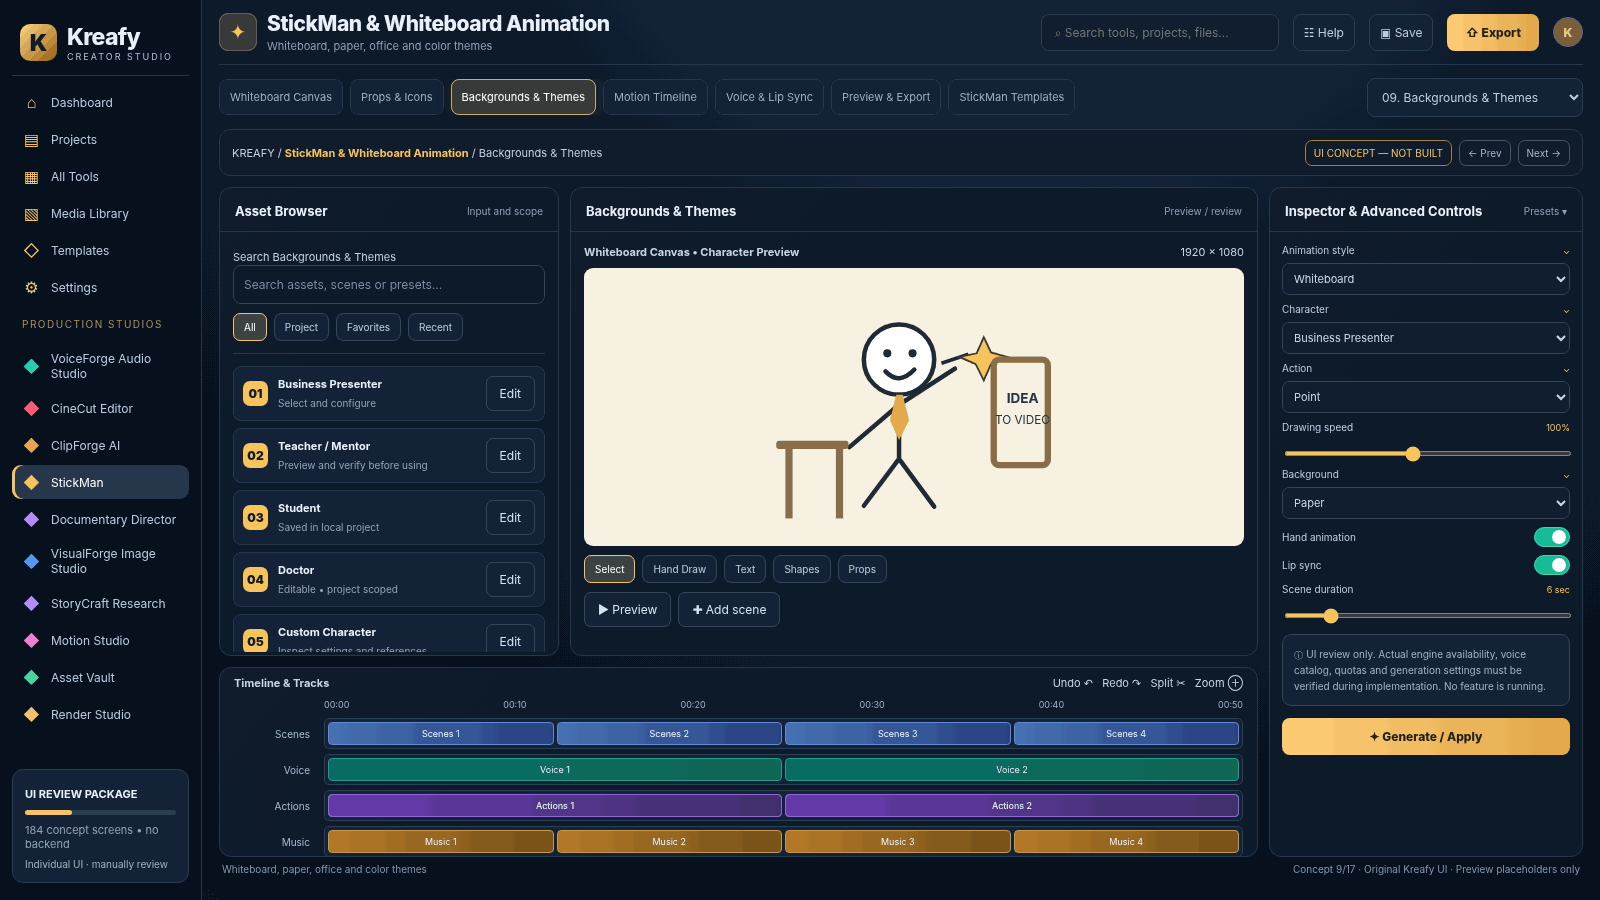 K
Kreafy
CREATOR STUDIO
Dashboard
Projects
All Tools
Media Library
Templates
Settings
PRODUCTION STUDIOS
VoiceForge Audio
Studio
CineCut Editor
ClipForge AI
StickMan
Documentary Director
VisualForge Image
Studio
StoryCraft Research
Motion Studio
Asset Vault
Render Studio
UI REVIEW PACKAGE
184 concept screens • no
backend
Individual UI · manually review
StickMan & Whiteboard Animation
Whiteboard, paper, office and color themes
Search tools, projects, files...
Help
Save
Export
K
Whiteboard Canvas
Props & Icons
Backgrounds & Themes
Motion Timeline
Voice & Lip Sync
Preview & Export
StickMan Templates
09. Backgrounds & Themes
KREAFY / StickMan & Whiteboard Animation / Backgrounds & Themes
UI CONCEPT — NOT BUILT
← Prev
Next →
Asset Browser
Input and scope
Search Backgrounds & Themes
Search assets, scenes or presets...
All
Project
Favorites
Recent
01
Business Presenter
Select and configure
Edit
02
Teacher / Mentor
Preview and verify before using
Edit
03
Student
Saved in local project
Edit
04
Doctor
Editable • project scoped
Edit
05
Custom Character
Inspect settings and references
Edit
Backgrounds & Themes
Preview / review
Whiteboard Canvas • Character Preview
1920 × 1080
IDEA
TO VIDEO
Select
Hand Draw
Text
Shapes
Props
▶ Preview
✚ Add scene
Timeline & Tracks
Undo ↶
Redo ↷
Split ✂
Zoom
00:00
00:10
00:20
00:30
00:40
00:50
Scenes
Scenes 1
Scenes 2
Scenes 3
Scenes 4
Voice
Voice 1
Voice 2
Actions
Actions 1
Actions 2
Music
Music 1
Music 2
Music 3
Music 4
Inspector & Advanced Controls
Presets ▾
Animation style
Whiteboard
Character
Business Presenter
Action
Point
Drawing speed
100%
Background
Paper
Hand animation
Lip sync
Scene duration
6 sec
ⓘ UI review only. Actual engine availability, voice
catalog, quotas and generation settings must be
verified during implementation. No feature is running.
✦ Generate / Apply
Whiteboard, paper, office and color themes
Concept 9/17 · Original Kreafy UI · Preview placeholders only